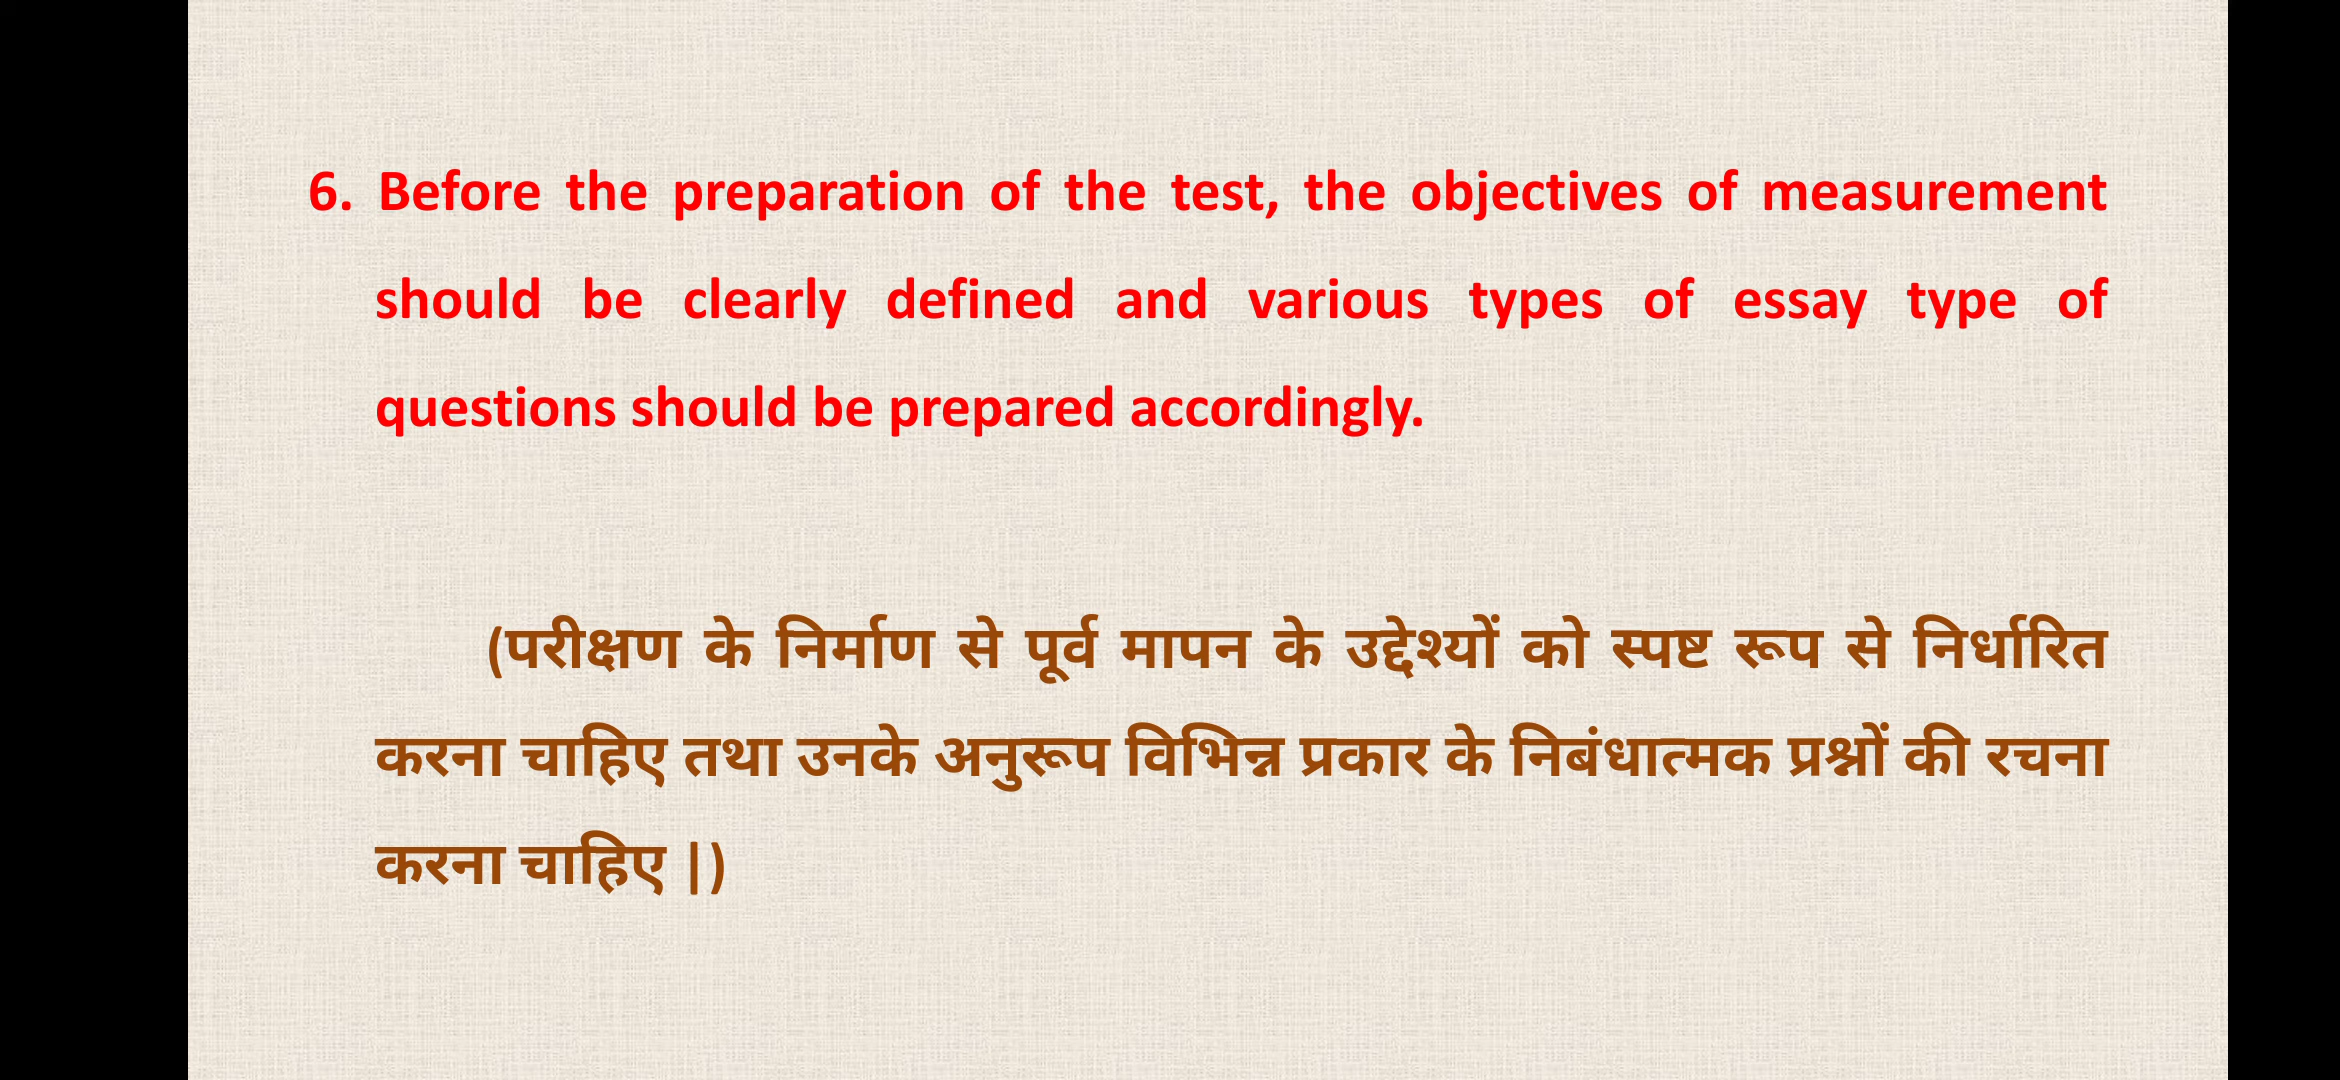 6. Before the preparation of the test, the objectives of measurement
should be clearly defined and various types of essay type of
questions should be prepared accordingly.
(परीक्षण के निर्माण से पूर्व मापन के उद्देश्यों को स्पष्ट रूप से निर्धारित
करना चाहिए तथा उनके अनुरूप विभिन्न प्रकार के निबंधात्मक प्रश्नों की रचना
करना चाहिए |)